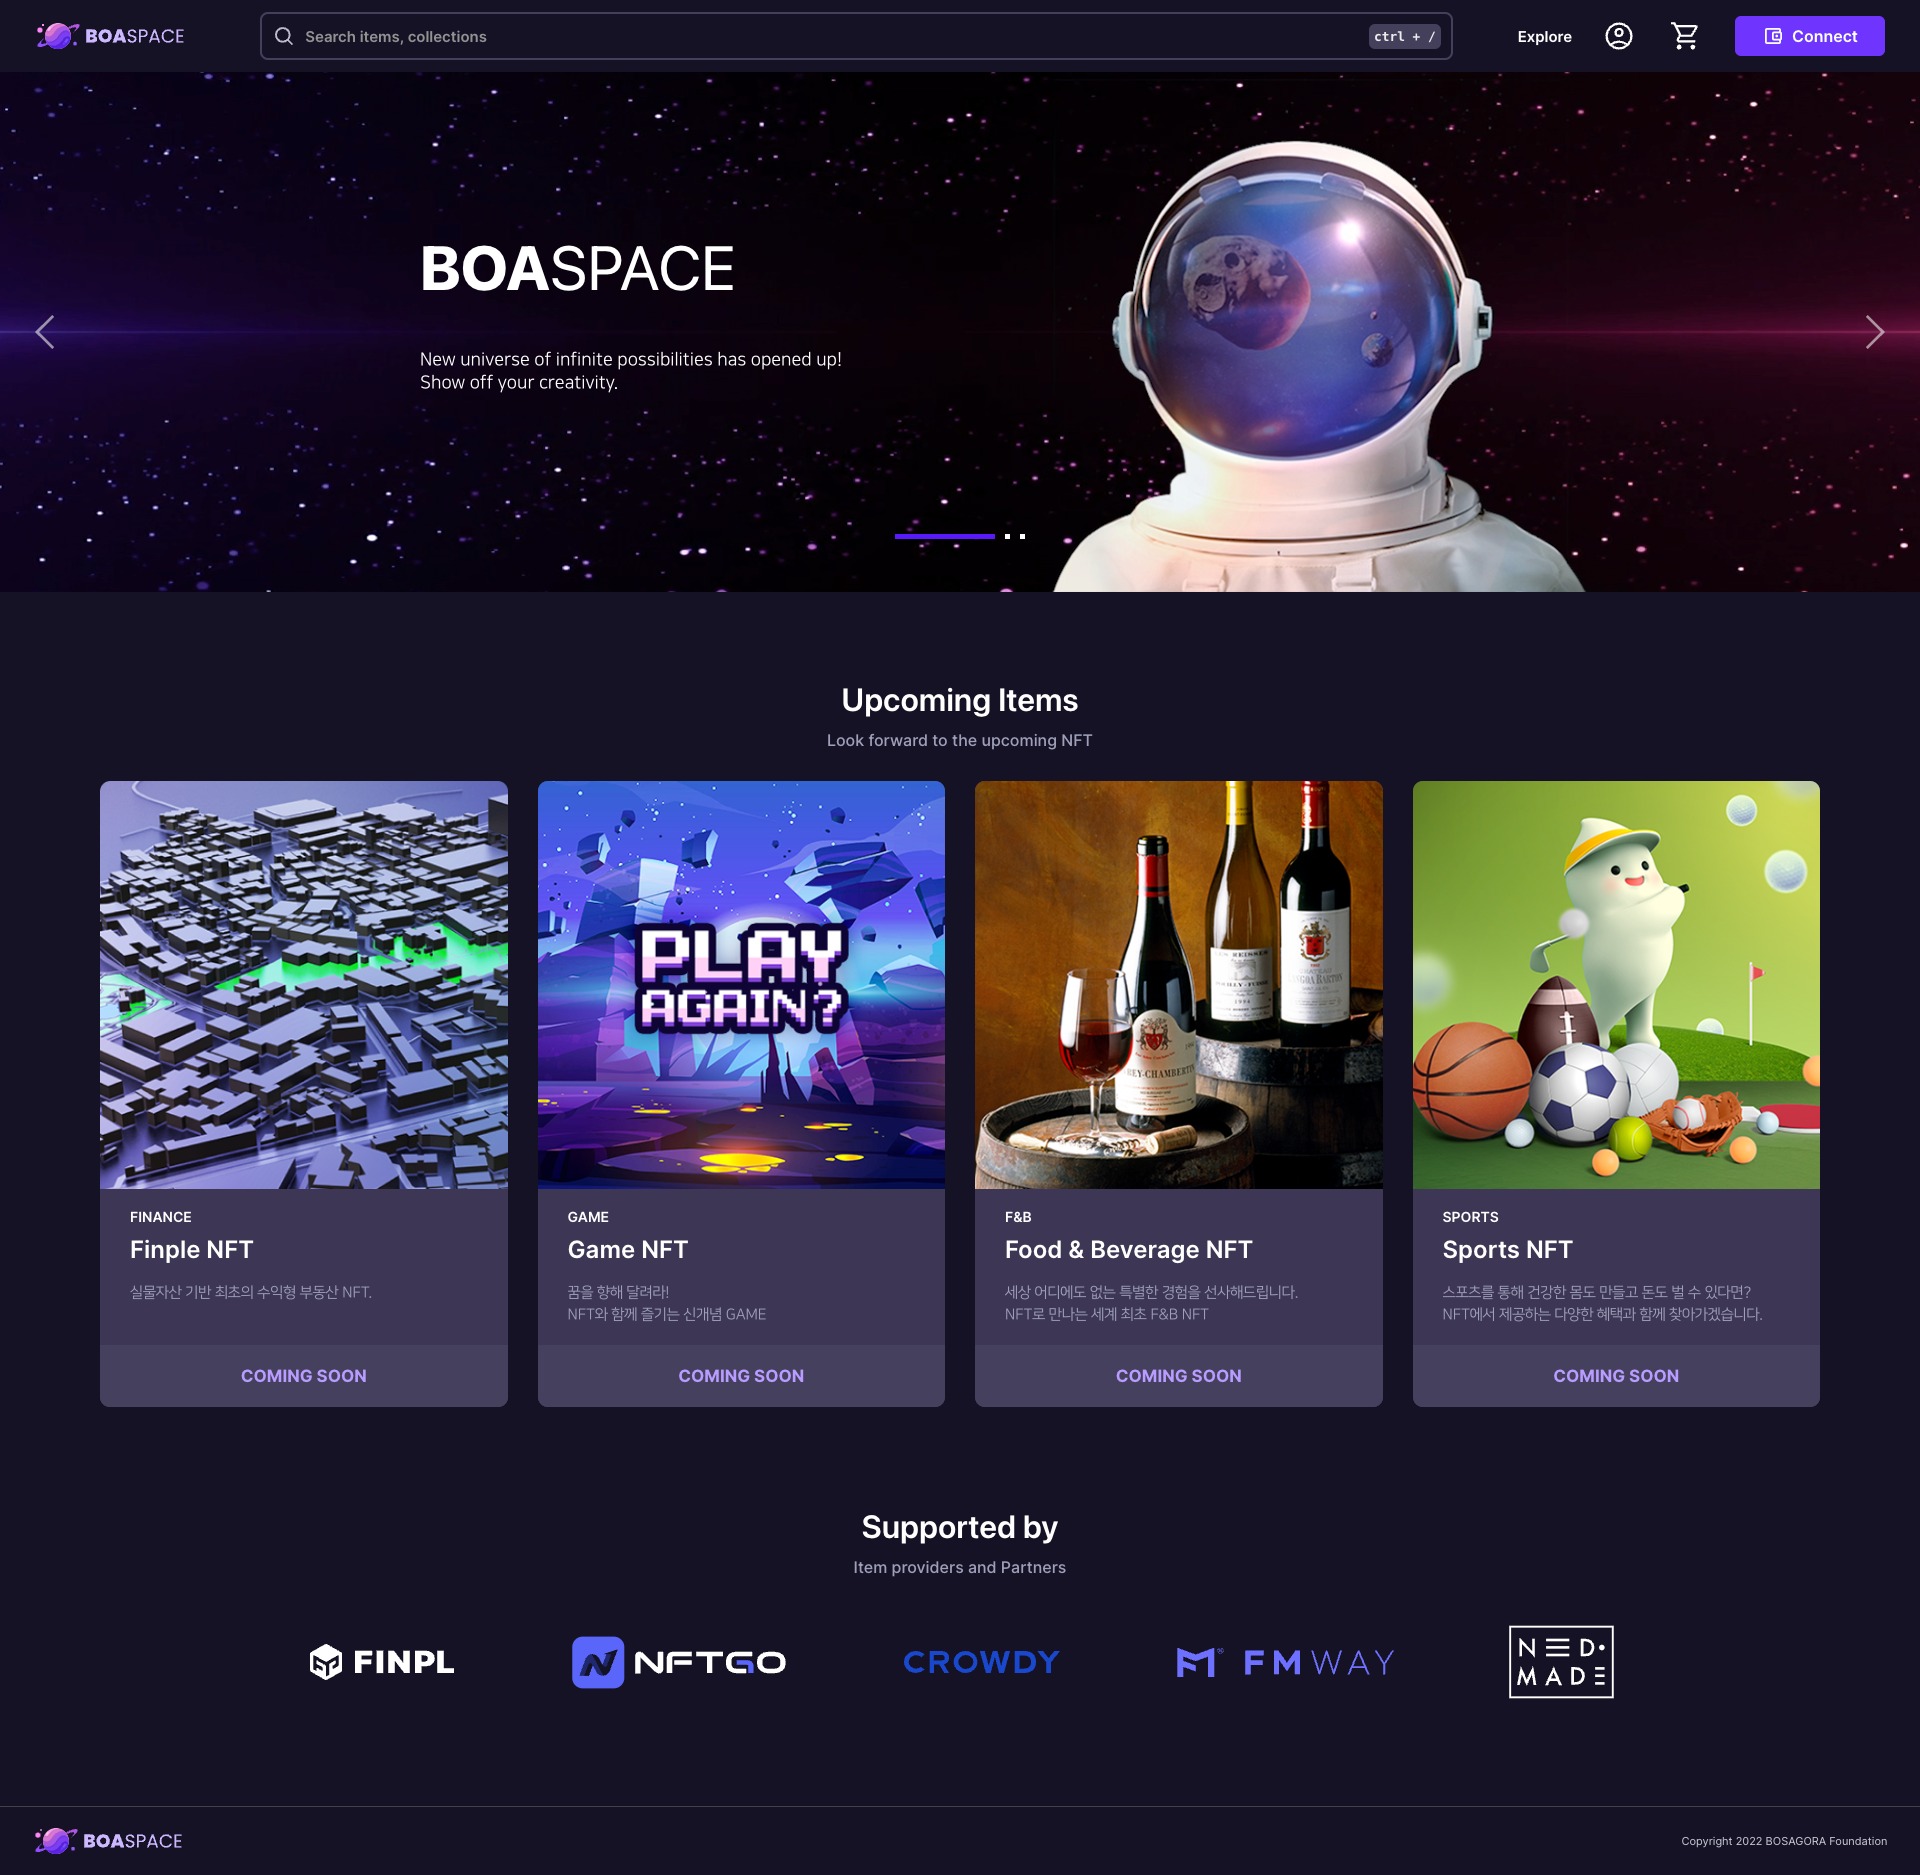 BOASPACE
Search items, collections
ctrl + /
Explore
Connect
BOASPACE
New universe of infinite possibilities has opened up!
Show off your creativity.
Upcoming Items
Look forward to the upcoming NFT
PLAY
AGAIN?
FINANCE
Finple NFT
실물자산 기반 최초의 수익형 부동산 NFT.
COMING SOON
GAME
Game NFT
꿈을 향해 달려라!
NFT와 함께 즐기는 신개념 GAME
COMING SOON
F&B
Food & Beverage NFT
세상 어디에도 없는 특별한 경험을 선사해드립니다.
NFT로 만나는 세계 최초 F&B NFT
COMING SOON
SPORTS
Sports NFT
스포츠를 통해 건강한 몸도 만들고 돈도 벌 수 있다면?
NFT에서 제공하는 다양한 혜택과 함께 찾아가겠습니다.
COMING SOON
Supported by
Item providers and Partners
FINPL
NFTGO
CROWDY
FMWAY
NED
MADE
BOASPACE
Copyright 2022 BOSAGORA Foundation